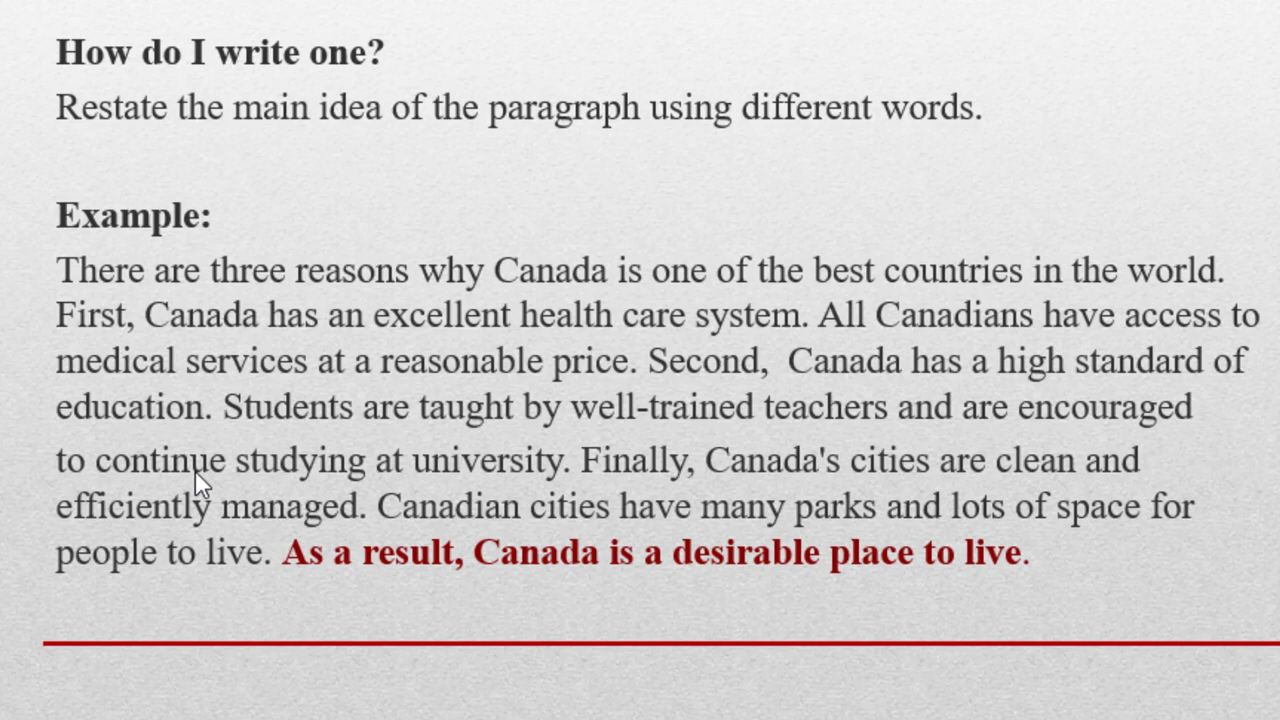 How do I write one?
Restate the main idea of the paragraph using different words.
Example:
There are three reasons why Canada is one of the best countries in the world.
First, Canada has an excellent health care system. All Canadians have access to
medical services at a reasonable price. Second,  Canada has a high standard of
education. Students are taught by well-trained teachers and are encouraged
to continue studying at university. Finally, Canada's cities are clean and
efficiently managed. Canadian cities have many parks and lots of space for
people to live. As a result, Canada is a desirable place to live.